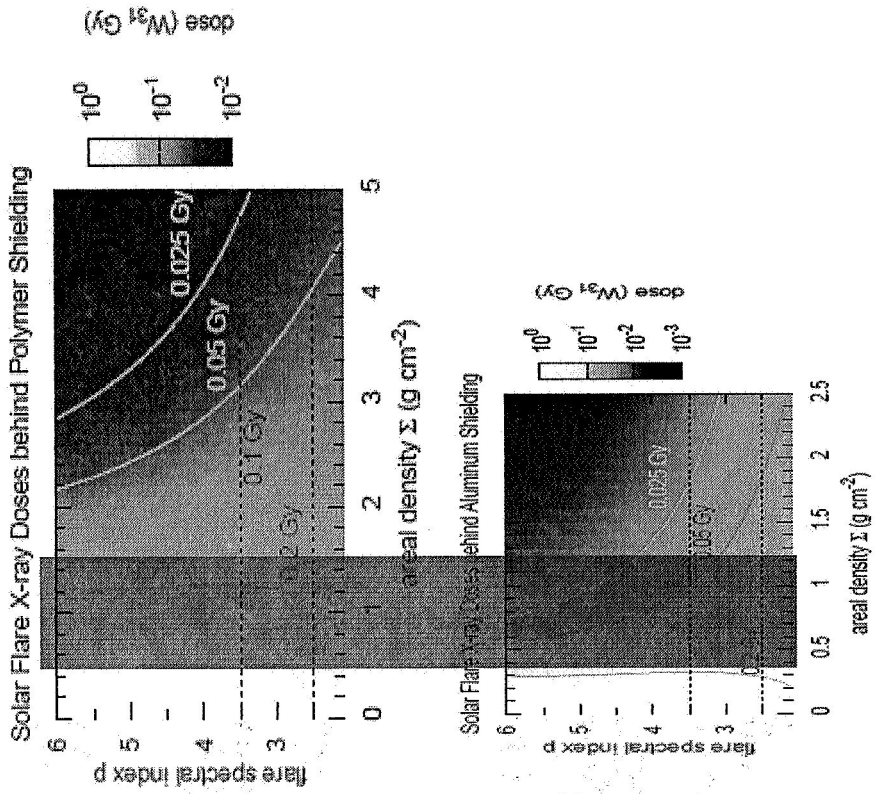 Solar Flare X-ray Doses behind Polymer Shielding
flare spectral index p
6
5
4
3
0.025 Gy
0.05 Gy
0.1 Gy
0.2 Gy
0 1 2 3 4 5
areal density Σ (g cm⁻²)
10⁰
10⁻¹
10⁻²
dose (W₃₁ Gy)
Solar Flare X-ray Doses behind Aluminum Shielding
flare spectral index p
6
5
4
3
0.025 Gy
0.05 Gy
0 0.5 1 1.5 2 2.5
areal density Σ (g cm⁻²)
10⁰
10⁻¹
10⁻²
10⁻³
dose (W₃₁ Gy)